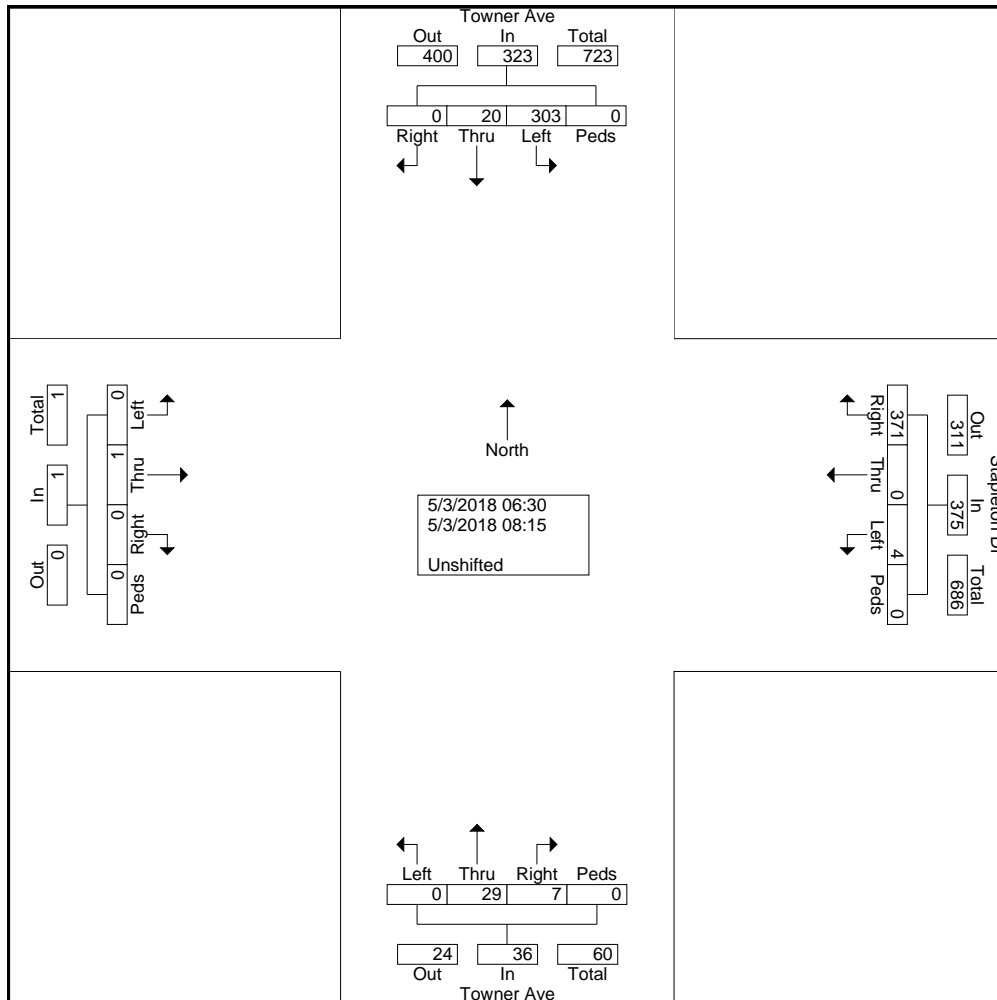 Towner Ave
Out In Total
400 323 723
0 20 303 0
Right Thru Left Peds
Total In Out
1 1 0
0 1 0 0
Left Thru Right Peds
North
5/3/2018 06:30
5/3/2018 08:15
Unshifted
Stapleton Dr
Out In Total
311 375 686
371 0 4 0
Right Thru Left Peds
Left Thru Right Peds
0 29 7 0
24 36 60
Out In Total
Towner Ave